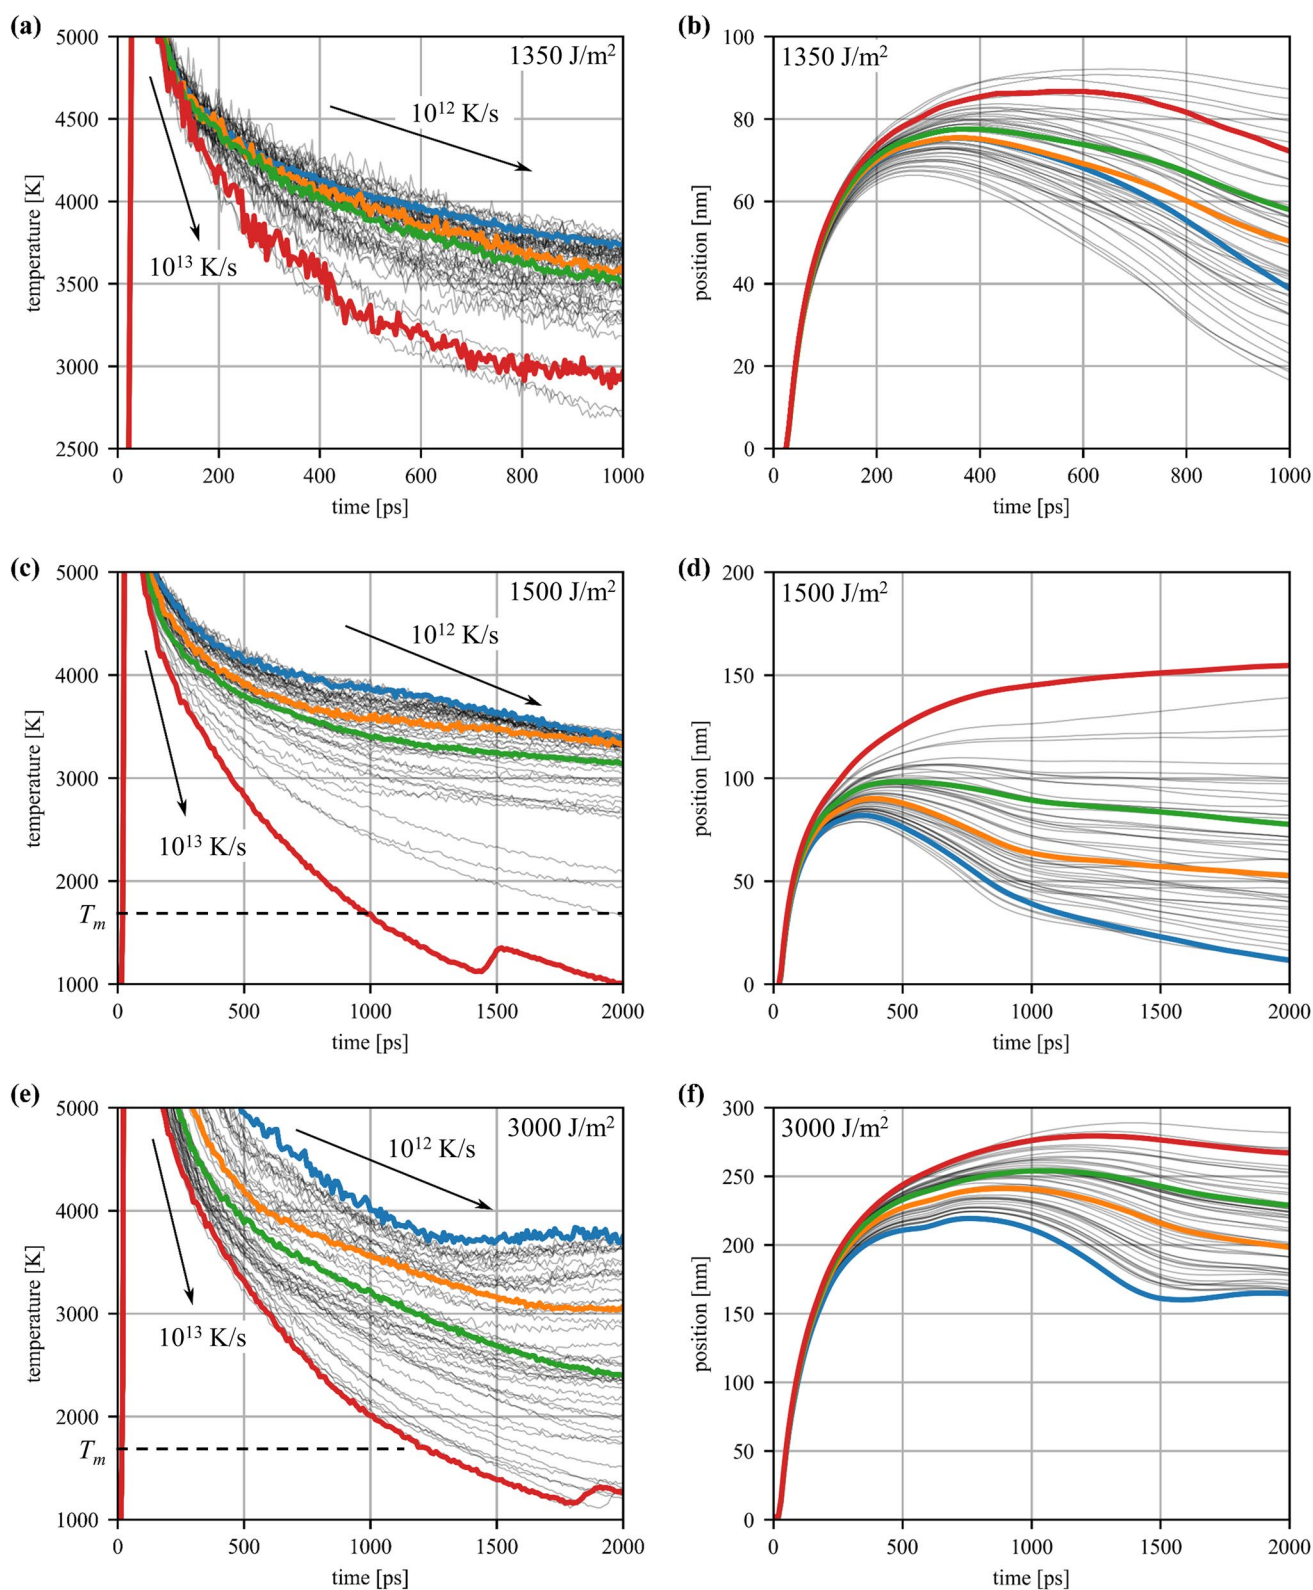 (a)
1350 J/m²
10¹² K/s
10¹³ K/s
5000
4500
4000
3500
3000
2500
temperature [K]
0 200 400 600 800 1000
time [ps]
(b)
1350 J/m²
100
80
60
40
20
0
position [nm]
0 200 400 600 800 1000
time [ps]
(c)
1500 J/m²
10¹² K/s
10¹³ K/s
5000
4000
3000
2000
Tₘ
1000
temperature [K]
0 500 1000 1500 2000
time [ps]
(d)
1500 J/m²
200
150
100
50
0
position [nm]
0 500 1000 1500 2000
time [ps]
(e)
3000 J/m²
10¹² K/s
10¹³ K/s
5000
4000
3000
2000
Tₘ
1000
temperature [K]
0 500 1000 1500 2000
time [ps]
(f)
3000 J/m²
300
250
200
150
100
50
0
position [nm]
0 500 1000 1500 2000
time [ps]